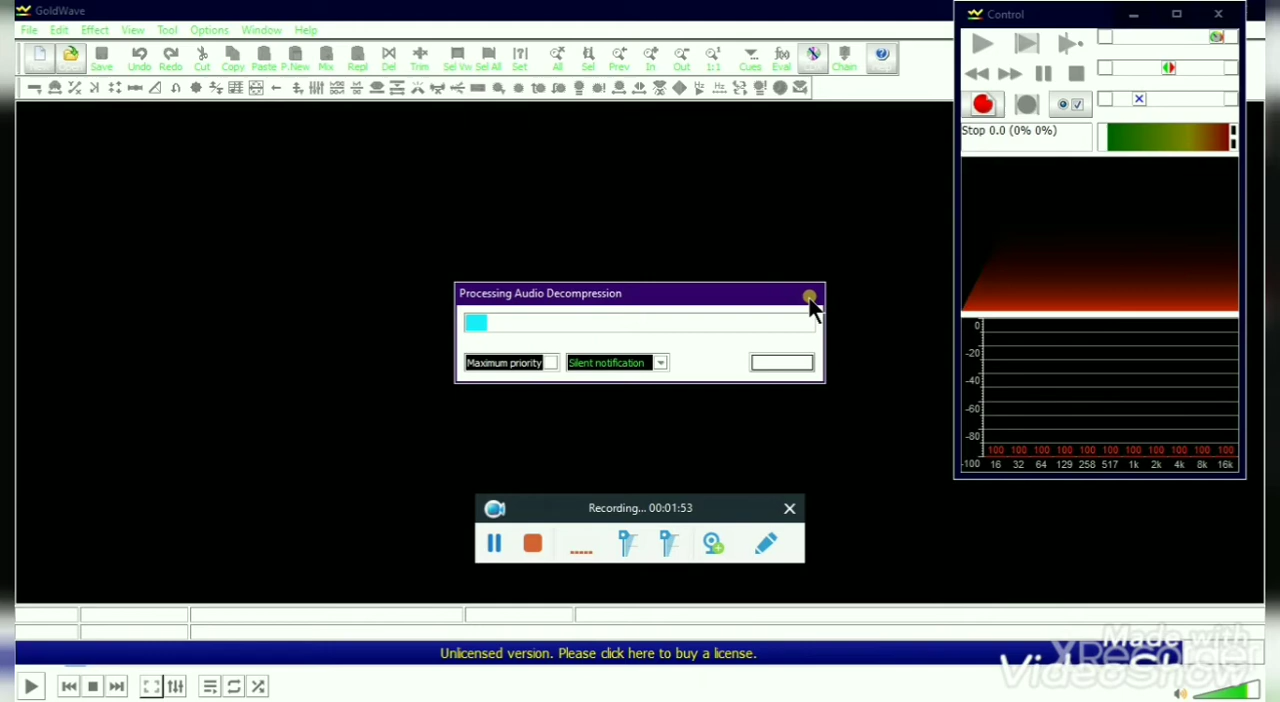 GoldWave
File Edit Effect View Tool Options Window Help
Save Undo Redo Cut Copy Paste P.New Mix Repl Del Trim Sel Vw Sel All Set All Sel Prev In Out 1:1 Cues Eval Chain
Control
Stop 0.0 (0% 0%)
Processing Audio Decompression
Maximum priority Silent notification
0
-20
-40
-60
-80
-100
100 100 100 100 100 100 100 100 100 100 100
16 32 64 129 258 517 1k 2k 4k 8k 16k
Recording... 00:01:53
Unlicensed version. Please click here to buy a license.
Made with
XRecorder
VideoSh